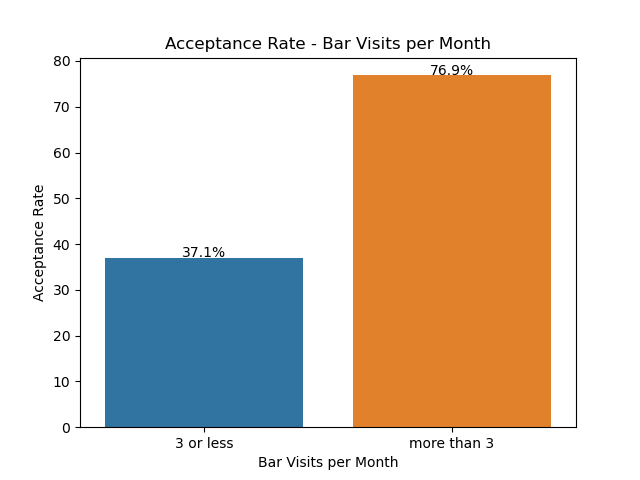 Acceptance Rate - Bar Visits per Month
80
70
60
50
40
30
20
10
0
Acceptance Rate
37.1%
76.9%
3 or less
more than 3
Bar Visits per Month